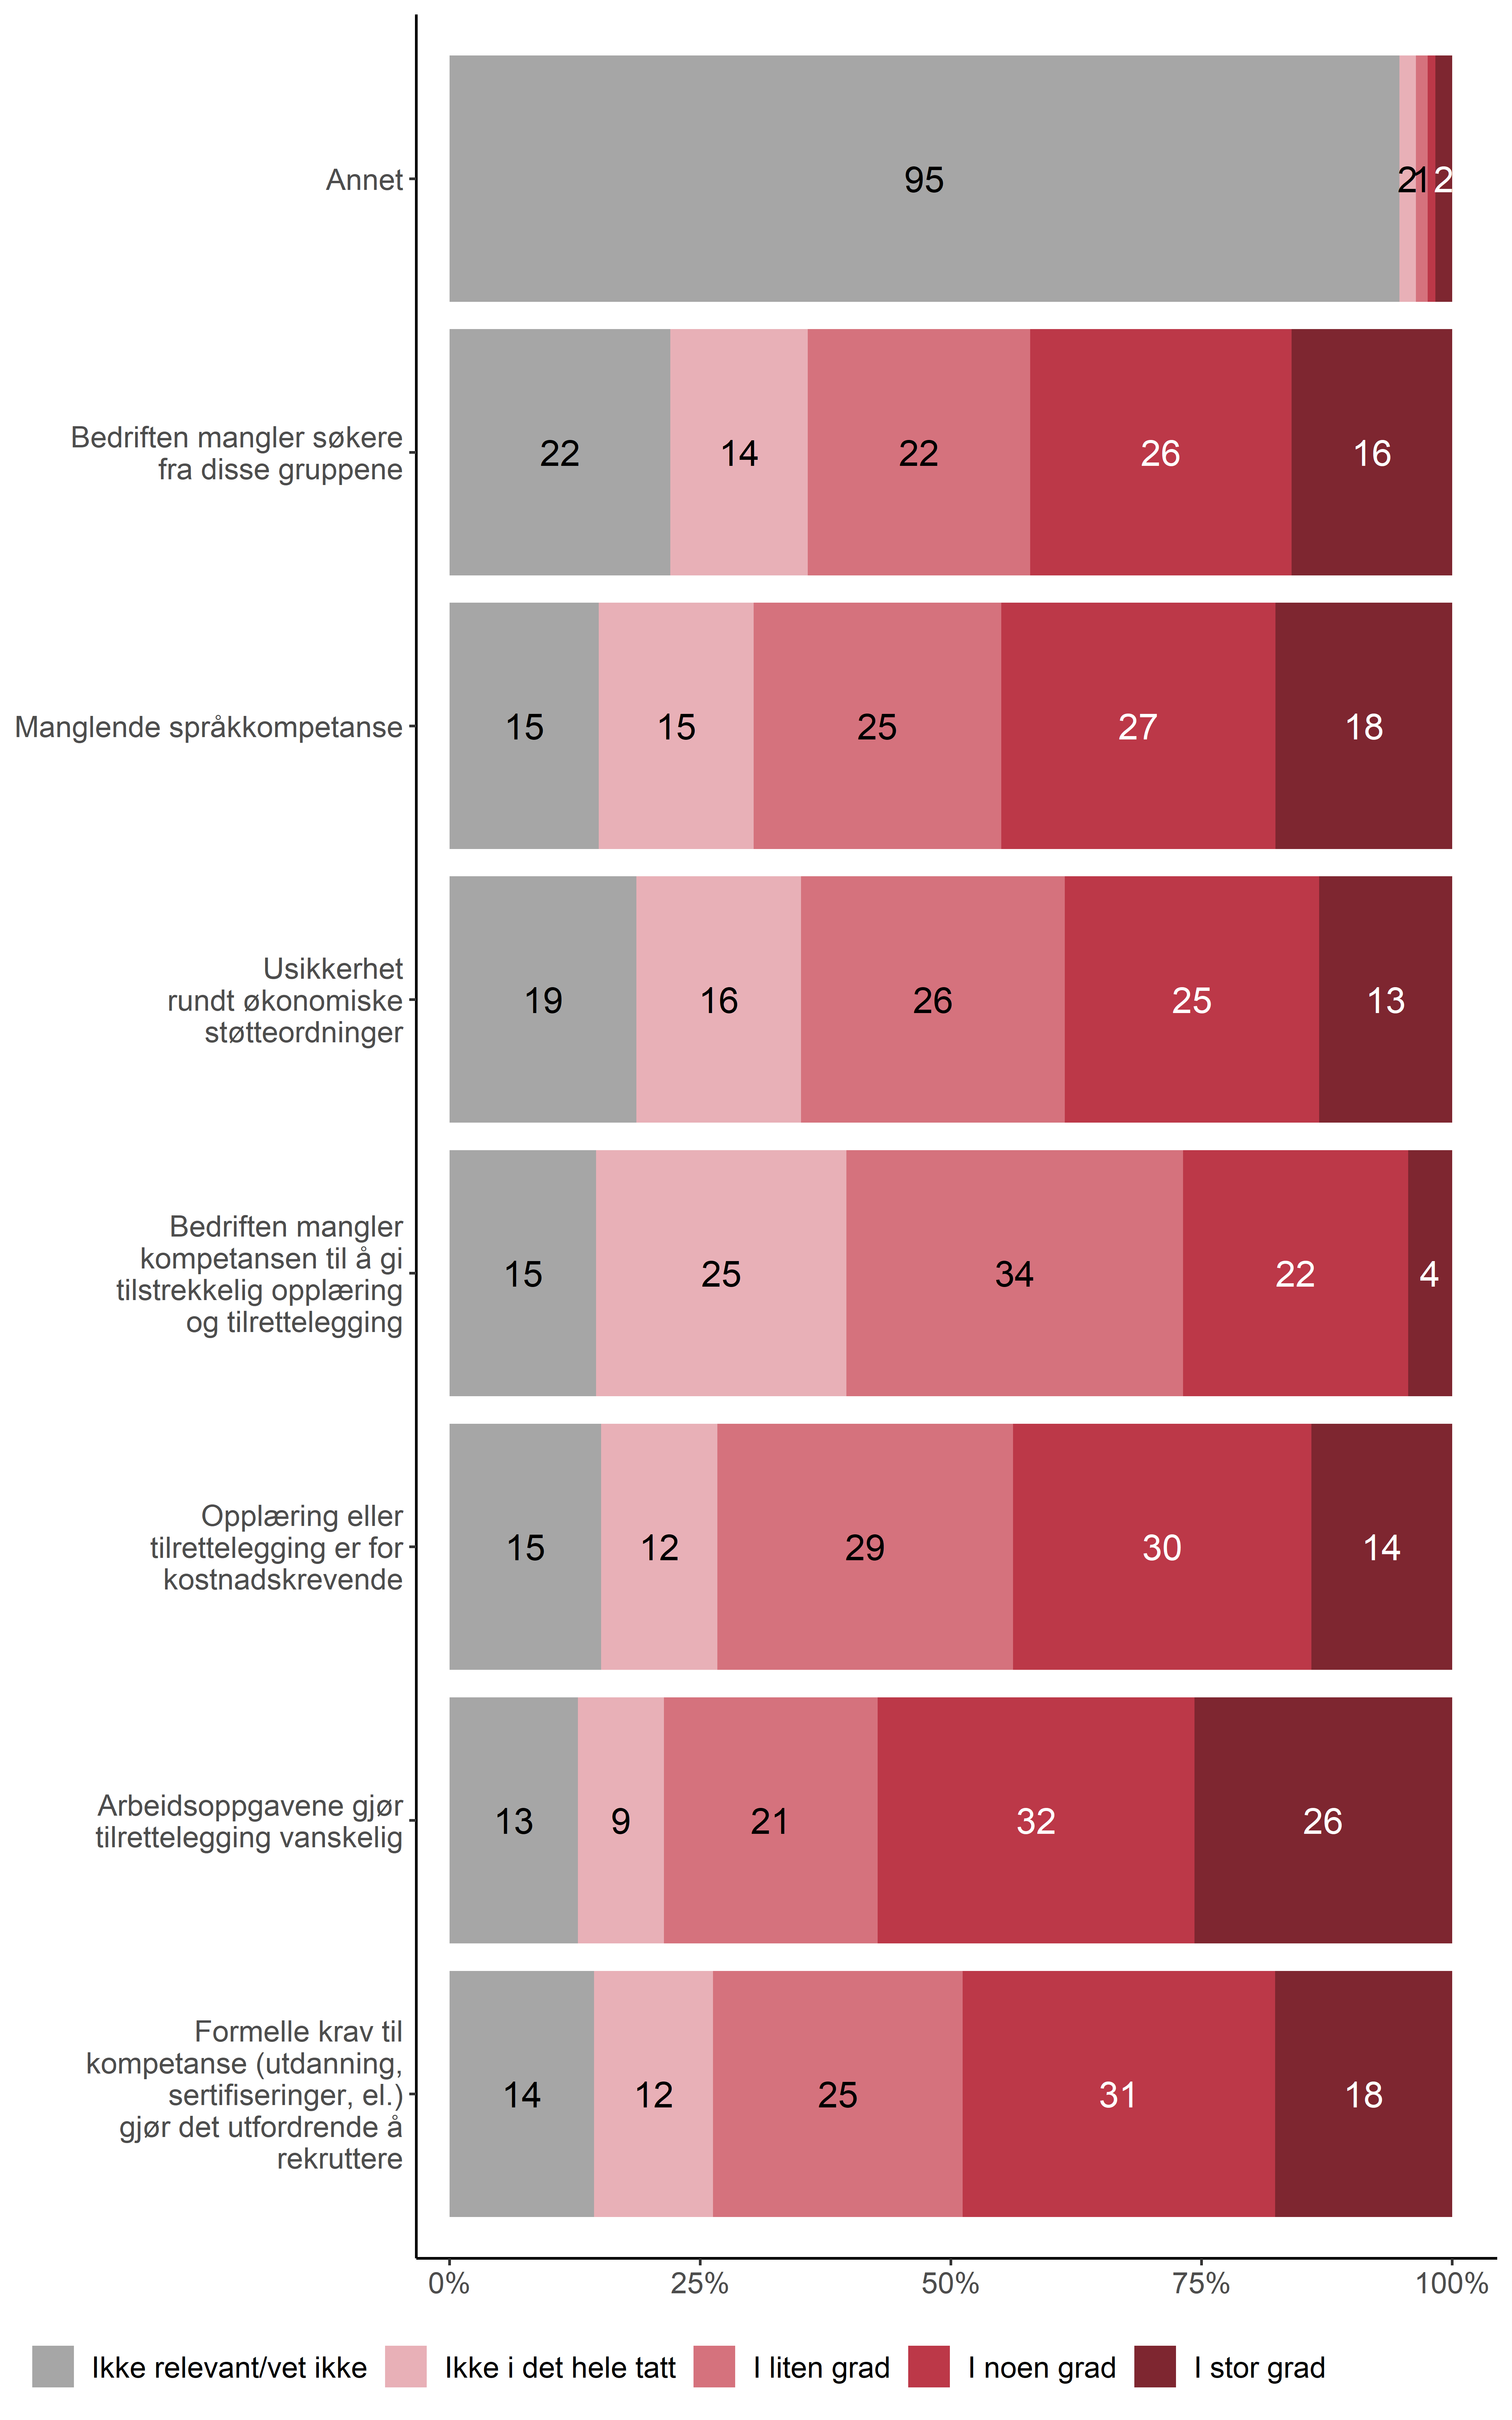 Annet
95
2
1
2
Bedriften mangler søkere
fra disse gruppene
22
14
22
26
16
Manglende språkkompetanse
15
15
25
27
18
Usikkerhet
rundt økonomiske
støtteordninger
19
16
26
25
13
Bedriften mangler
kompetansen til å gi
tilstrekkelig opplæring
og tilrettelegging
15
25
34
22
4
Opplæring eller
tilrettelegging er for
kostnadskrevende
15
12
29
30
14
Arbeidsoppgavene gjør
tilrettelegging vanskelig
13
9
21
32
26
Formelle krav til
kompetanse (utdanning,
sertifiseringer, el.)
gjør det utfordrende å
rekruttere
14
12
25
31
18
0%
25%
50%
75%
100%
Ikke relevant/vet ikke
Ikke i det hele tatt
I liten grad
I noen grad
I stor grad